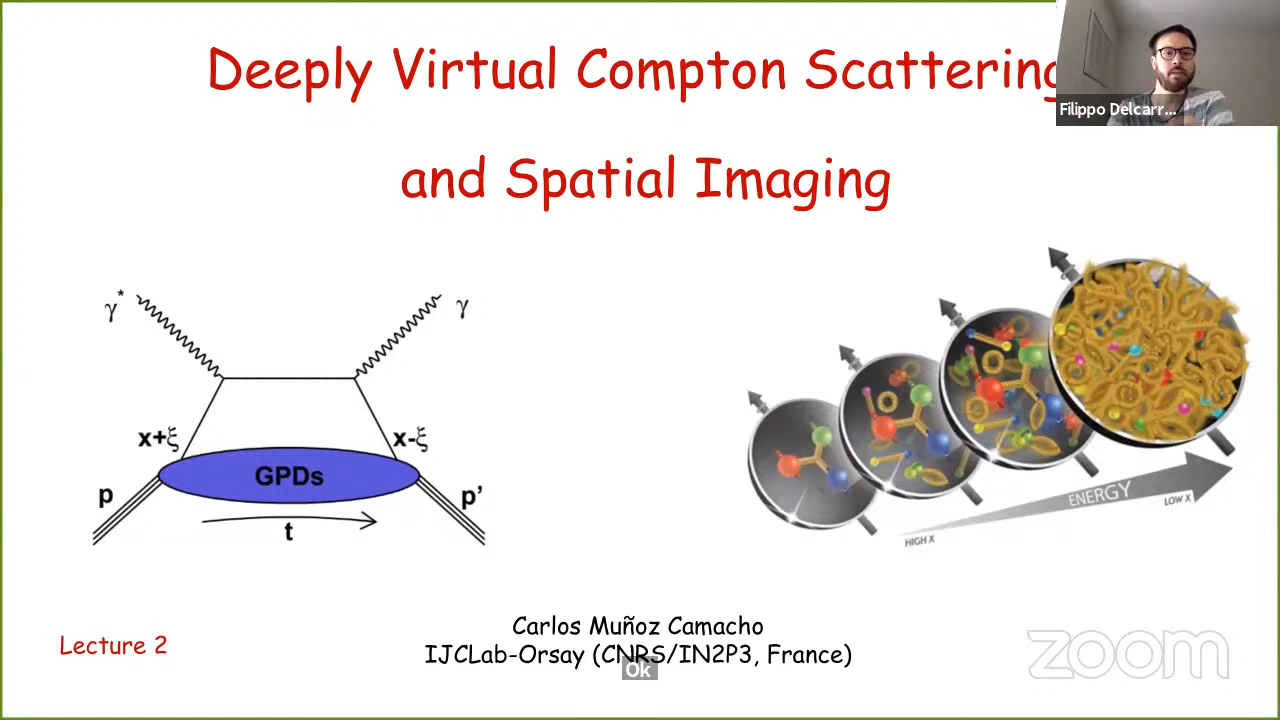 Deeply Virtual Compton Scattering
and Spatial Imaging
Filippo Delcarr...
γ*
γ
x+ξ
x-ξ
GPDs
p
p’
t
ENERGY
HIGH X
LOW X
Lecture 2
Carlos Muñoz Camacho
IJCLab-Orsay (CNRS/IN2P3, France)
Ok
zoom